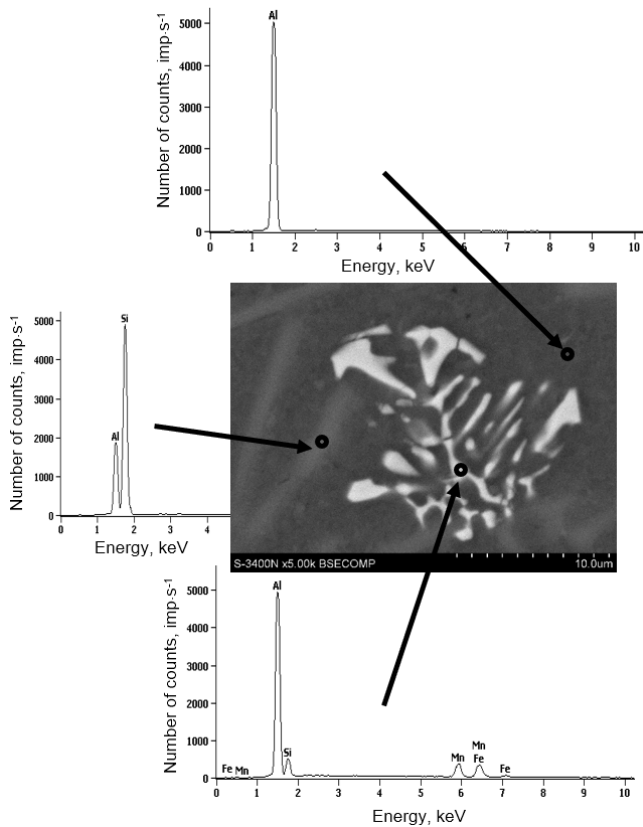 Number of counts, imp·s⁻¹
5000
4000
3000
2000
1000
0
Al
0 1 2 3 4 5 6 7 8 9 10
Energy, keV
Number of counts, imp·s⁻¹
5000
4000
3000
2000
1000
0
Si
Al
0 2 4
Energy, keV
S-3400N x5.00k BSECOMP 10.0um
Number of counts, imp·s⁻¹
5000
4000
3000
2000
1000
0
Al
Si
Fe Mn
Mn
Mn
Fe
Fe
0 1 2 3 4 5 6 7 8 9 10
Energy, keV